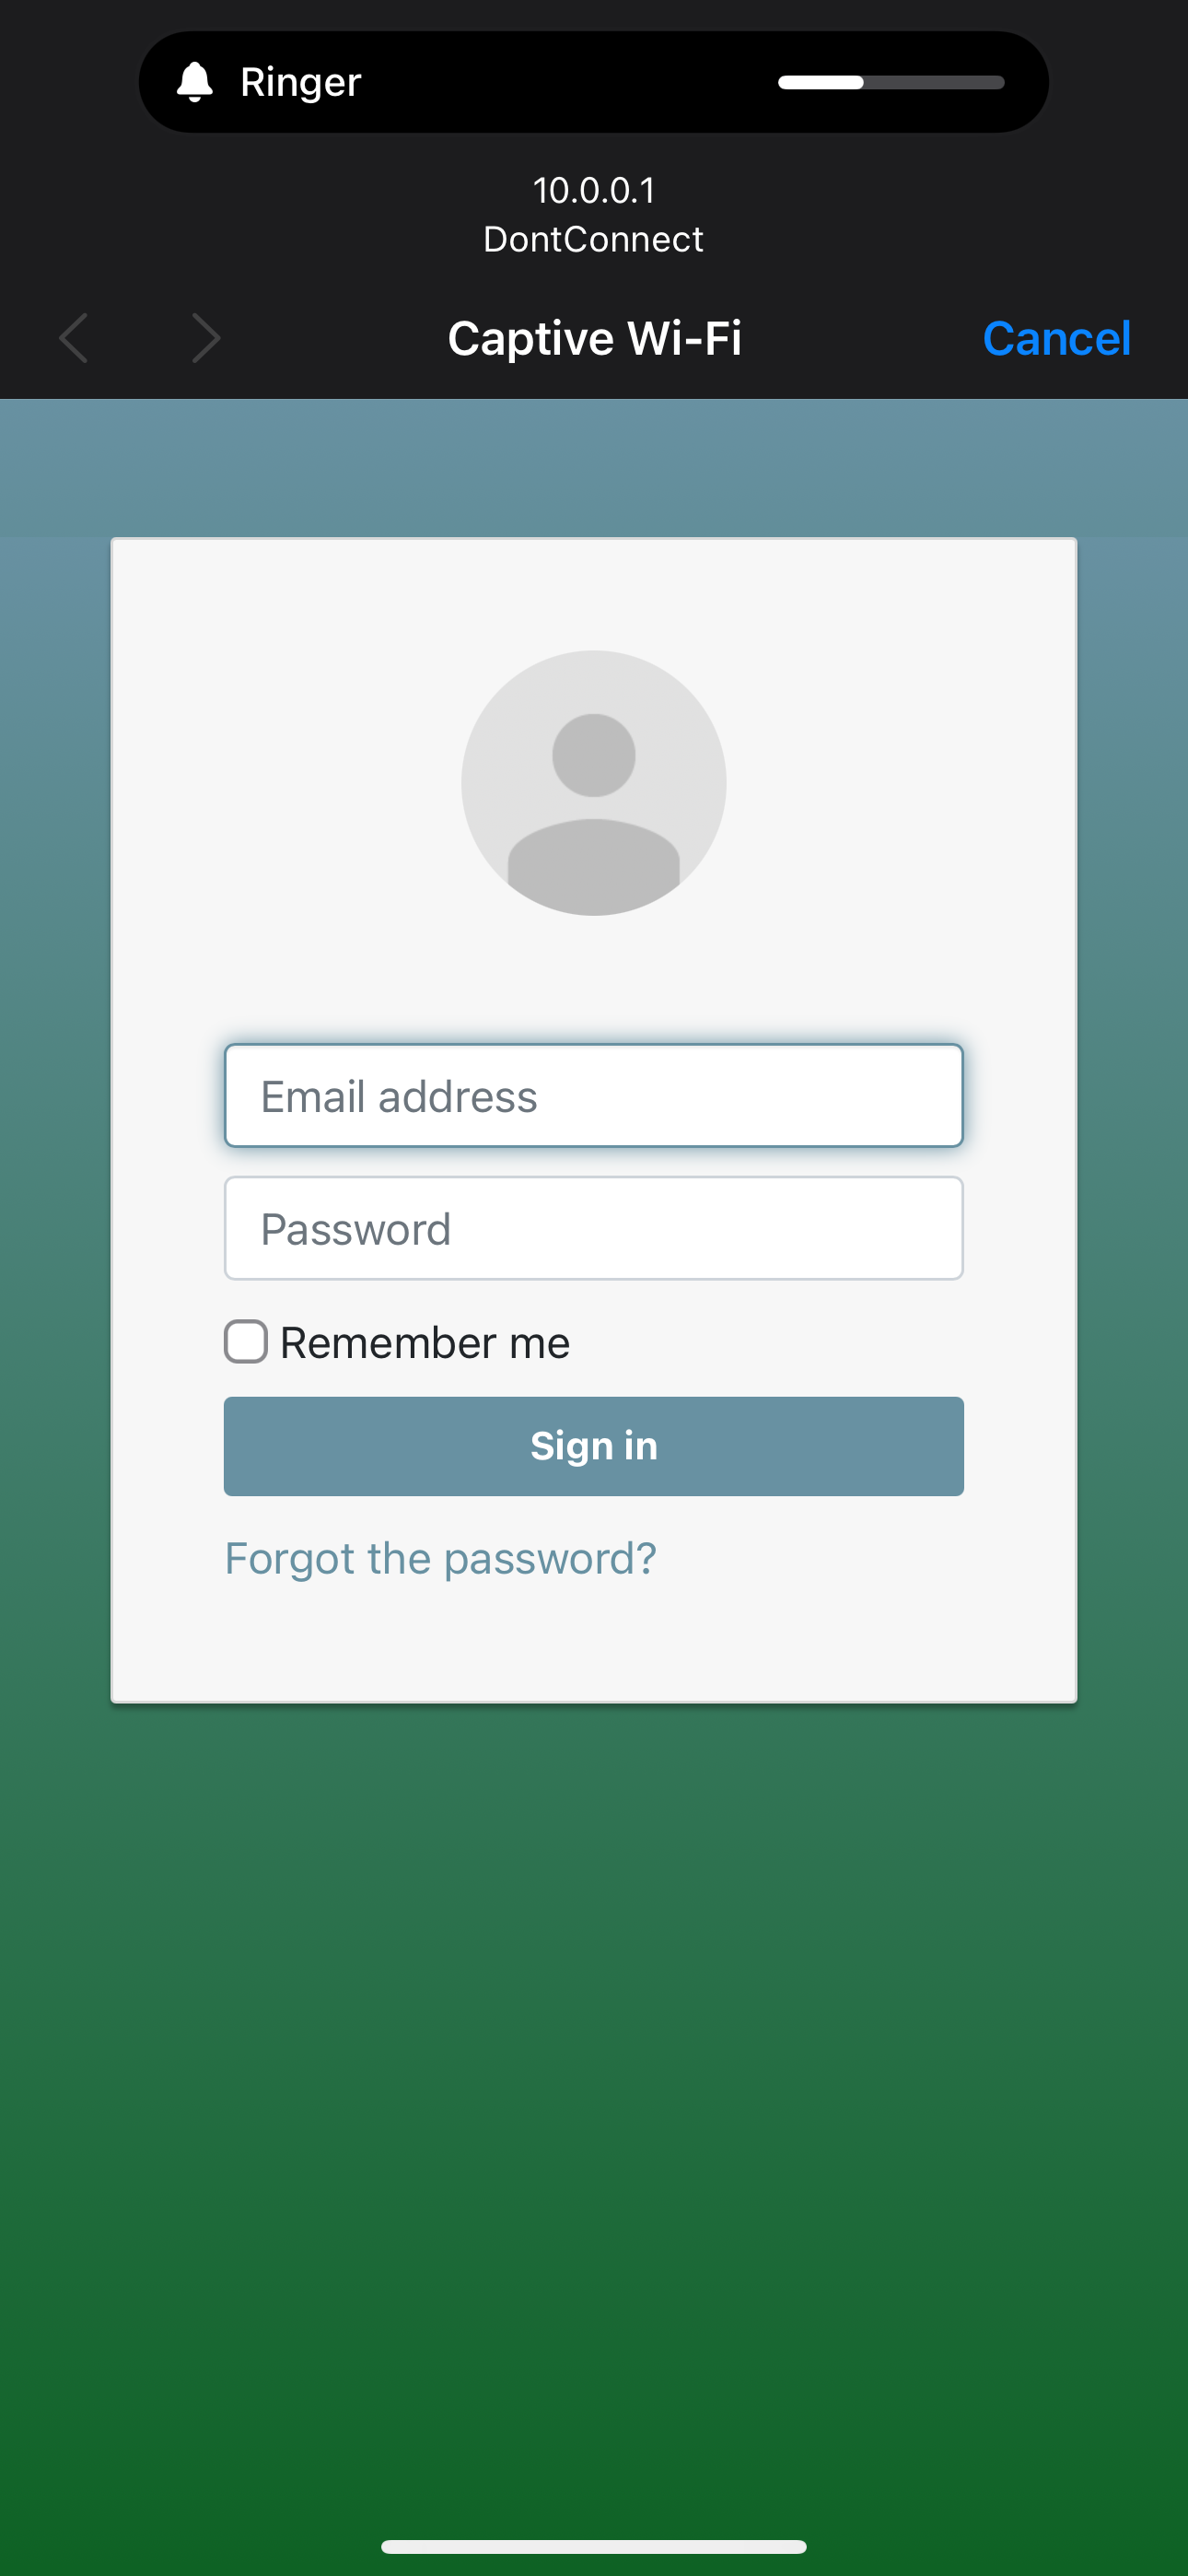 Ringer
10.0.0.1
DontConnect
Captive Wi-Fi
Cancel
Email address
Password
Remember me
Sign in
Forgot the password?